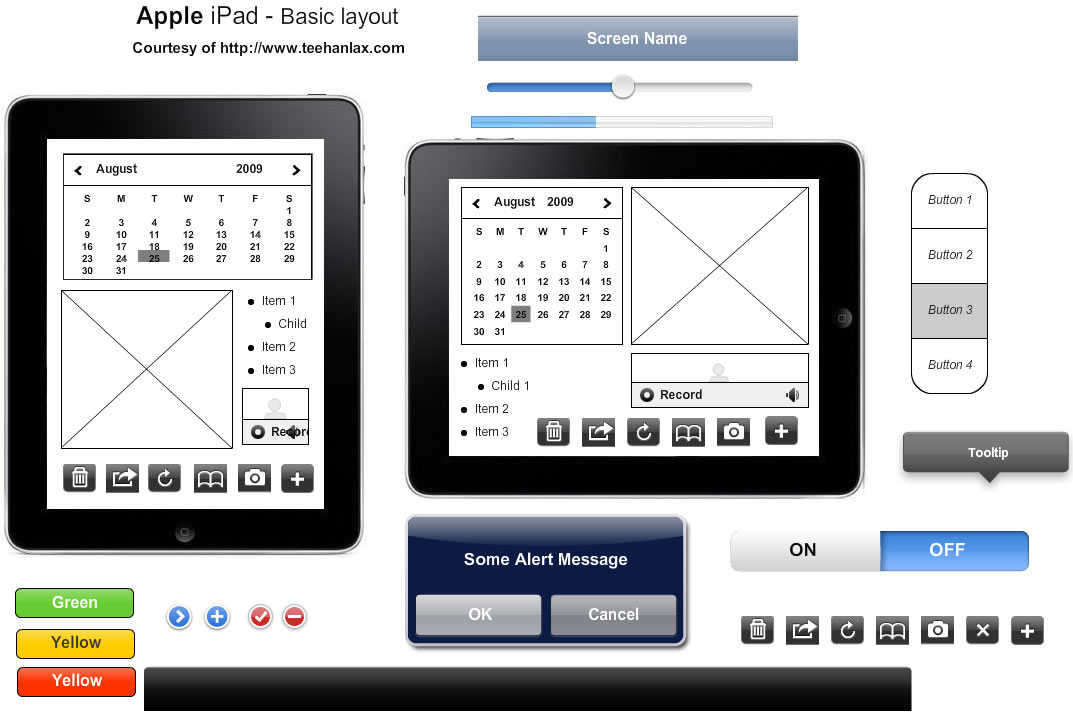 Apple iPad - Basic layout
Courtesy of http://www.teehanlax.com
Screen Name
August 2009
S M T W T F S
1
2 3 4 5 6 7 8
9 10 11 12 13 14 15
16 17 18 19 20 21 22
23 24 25 26 27 28 29
30 31
Item 1
Child
Item 2
Item 3
Record
August 2009
S M T W T F S
1
2 3 4 5 6 7 8
9 10 11 12 13 14 15
16 17 18 19 20 21 22
23 24 25 26 27 28 29
30 31
Item 1
Child 1
Item 2
Item 3
Record
Button 1
Button 2
Button 3
Button 4
Tooltip
Some Alert Message
OK Cancel
ON OFF
Green
Yellow
Yellow